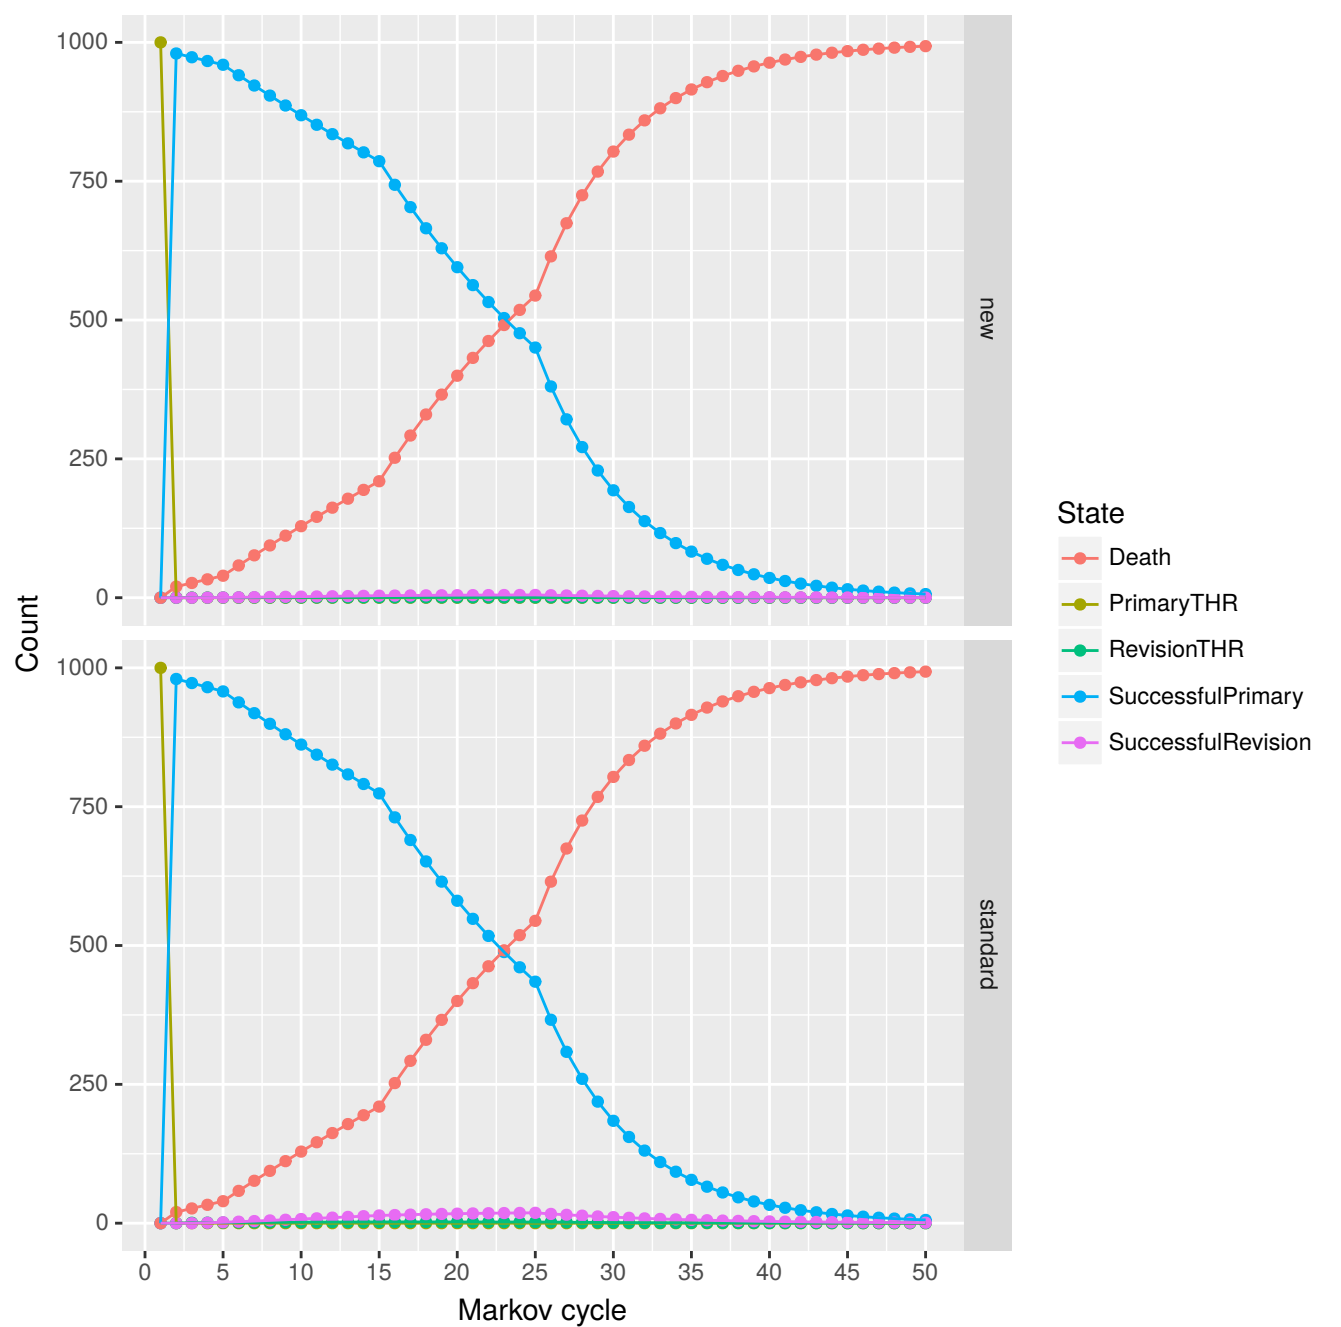 1000
750
500
250
0
new
Count
1000
750
500
250
0
standard
0 5 10 15 20 25 30 35 40 45 50
Markov cycle
State
Death
PrimaryTHR
RevisionTHR
SuccessfulPrimary
SuccessfulRevision